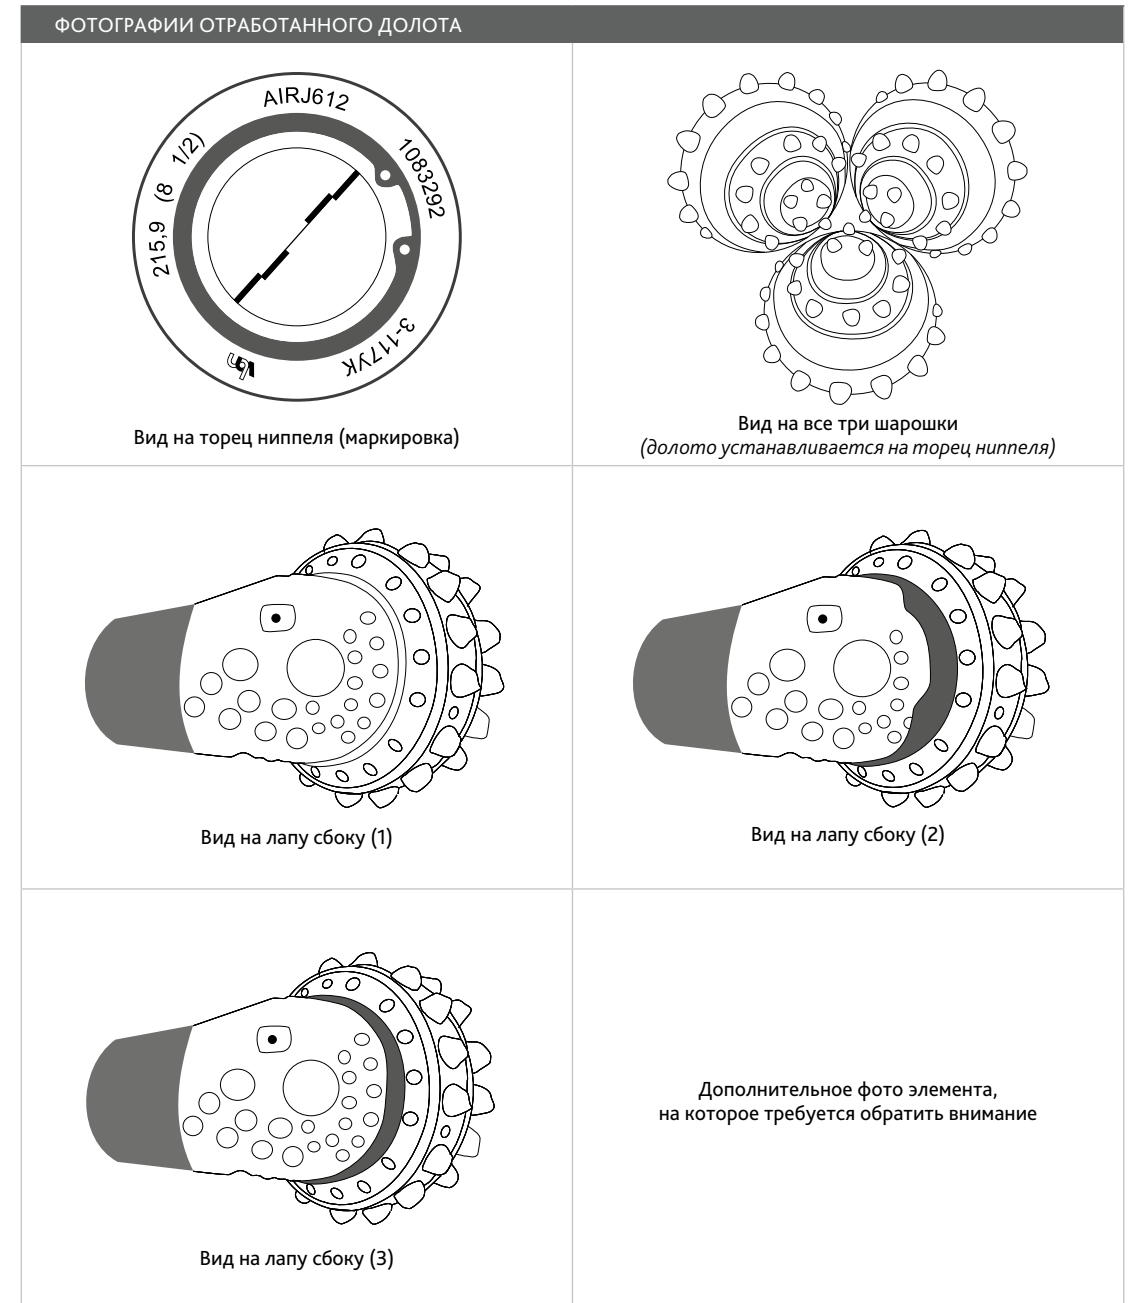 ФОТОГРАФИИ ОТРАБОТАННОГО ДОЛОТА
AIRJ612
1083292
3-117УК
215,9 (8 1/2)
Вид на торец ниппеля (маркировка)
Вид на все три шарошки
(долото устанавливается на торец ниппеля)
Вид на лапу сбоку (1)
Вид на лапу сбоку (2)
Вид на лапу сбоку (3)
Дополнительное фото элемента,
на которое требуется обратить внимание